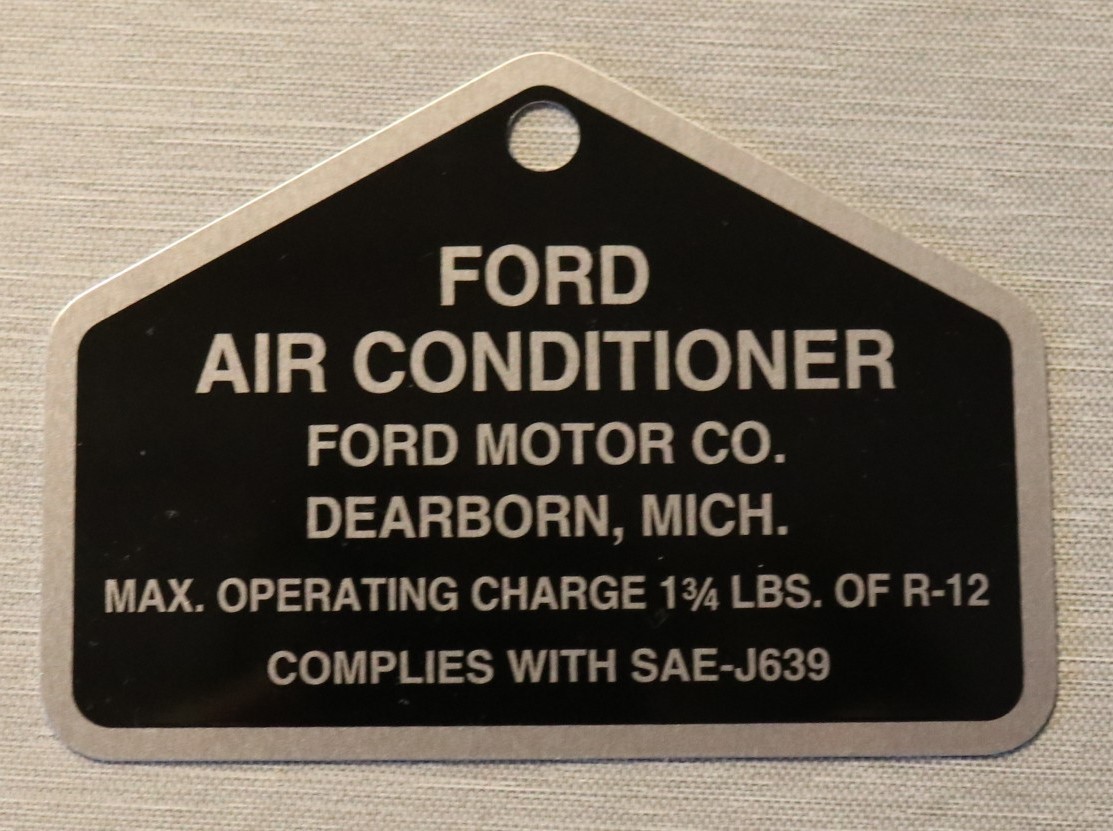 FORD
AIR CONDITIONER
FORD MOTOR CO.
DEARBORN, MICH.
MAX. OPERATING CHARGE 1¾ LBS. OF R-12
COMPLIES WITH SAE-J639